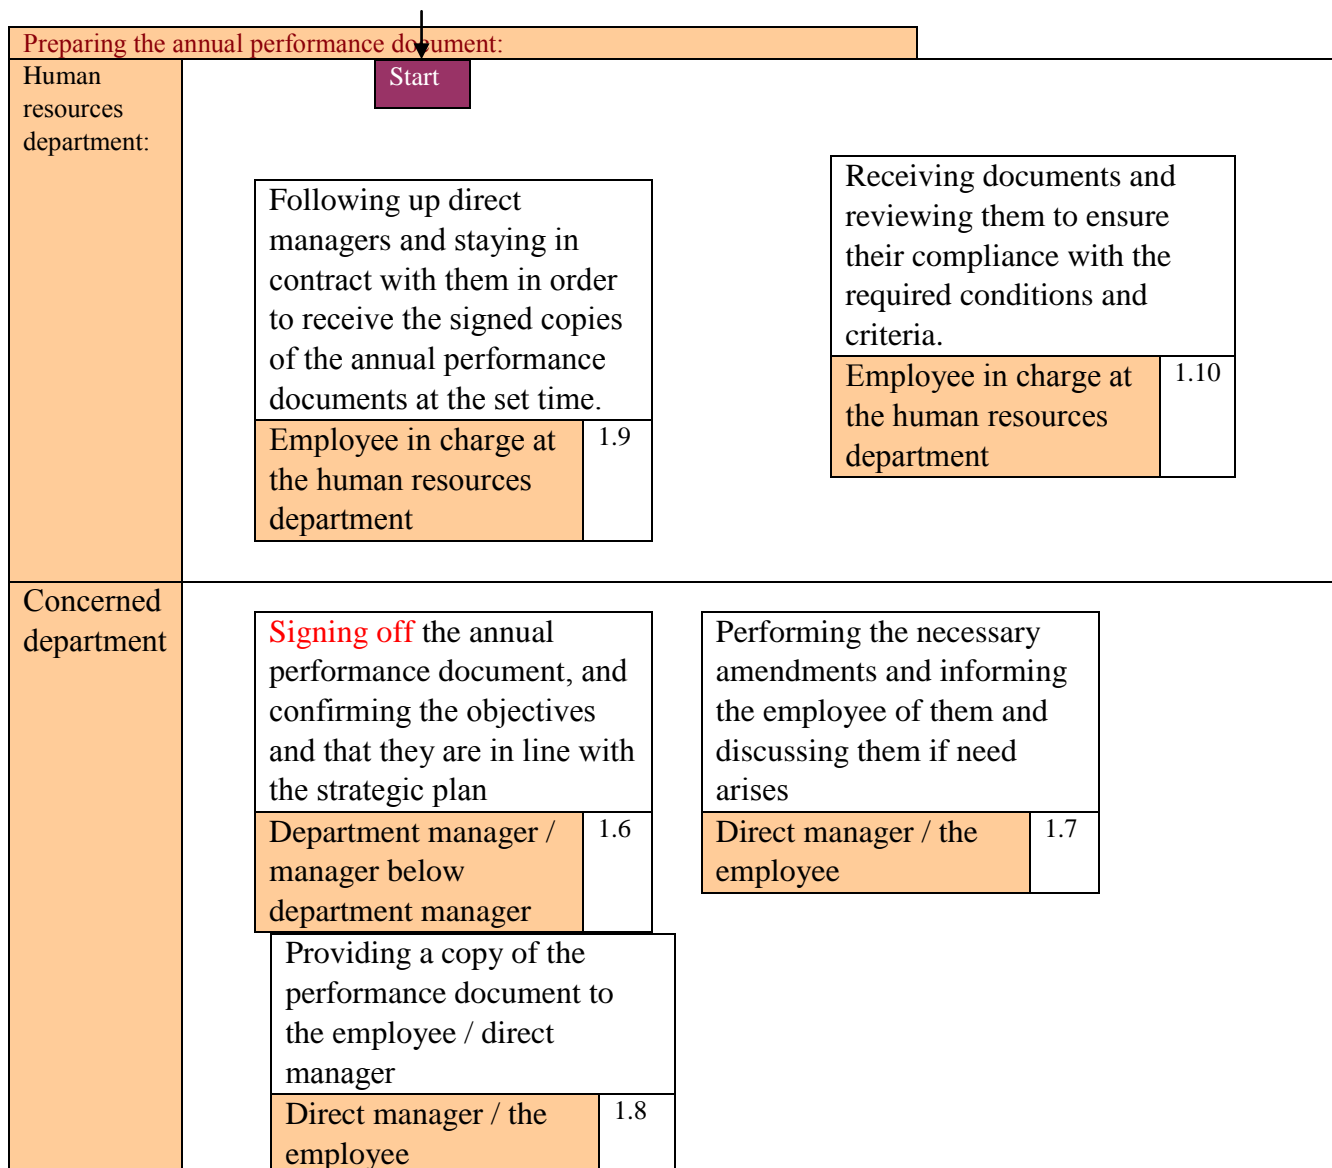 Preparing the annual performance document:
Human
resources
department:
Start
Following up direct
managers and staying in
contract with them in order
to receive the signed copies
of the annual performance
documents at the set time.
Employee in charge at
the human resources
department
1.9
Receiving documents and
reviewing them to ensure
their compliance with the
required conditions and
criteria.
Employee in charge at
the human resources
department
1.10
Concerned
department
Signing off the annual
performance document, and
confirming the objectives
and that they are in line with
the strategic plan
Department manager /
manager below
department manager
1.6
Performing the necessary
amendments and informing
the employee of them and
discussing them if need
arises
Direct manager / the
employee
1.7
Providing a copy of the
performance document to
the employee / direct
manager
Direct manager / the
employee
1.8